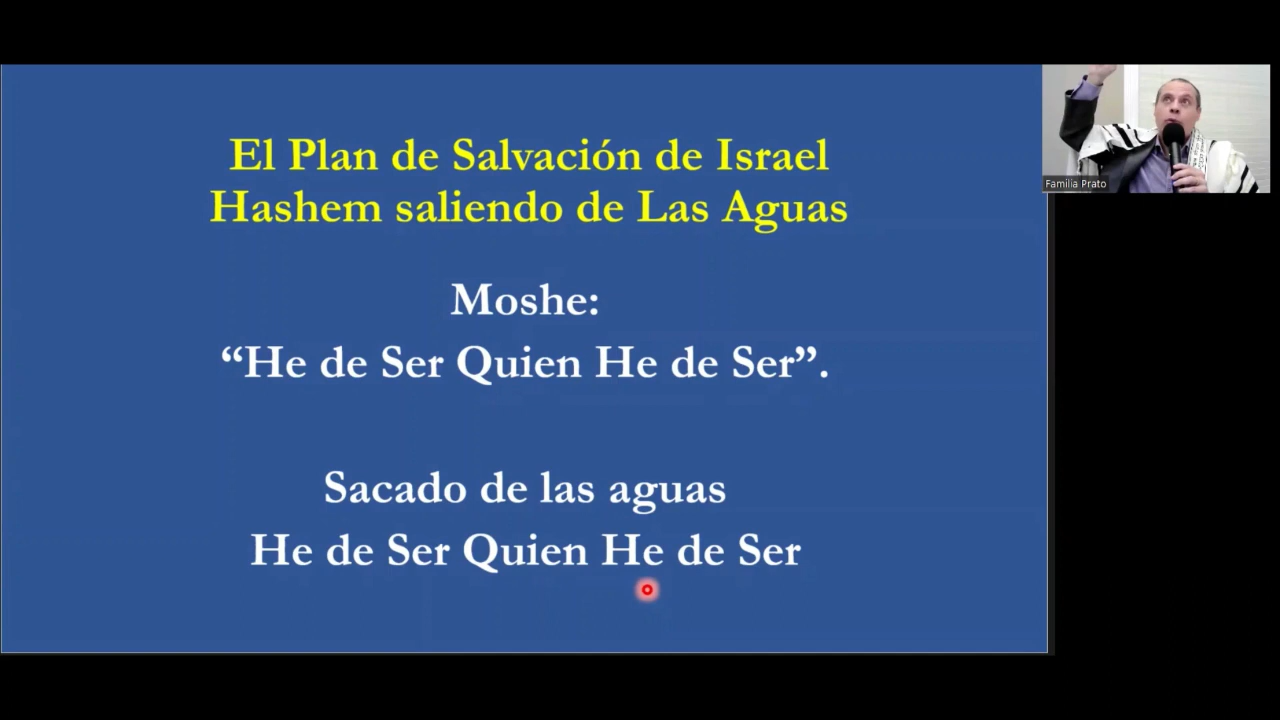 El Plan de Salvación de Israel
Hashem saliendo de Las Aguas
Moshe:
“He de Ser Quien He de Ser”.
Sacado de las aguas
He de Ser Quien He de Ser
Familia Prato